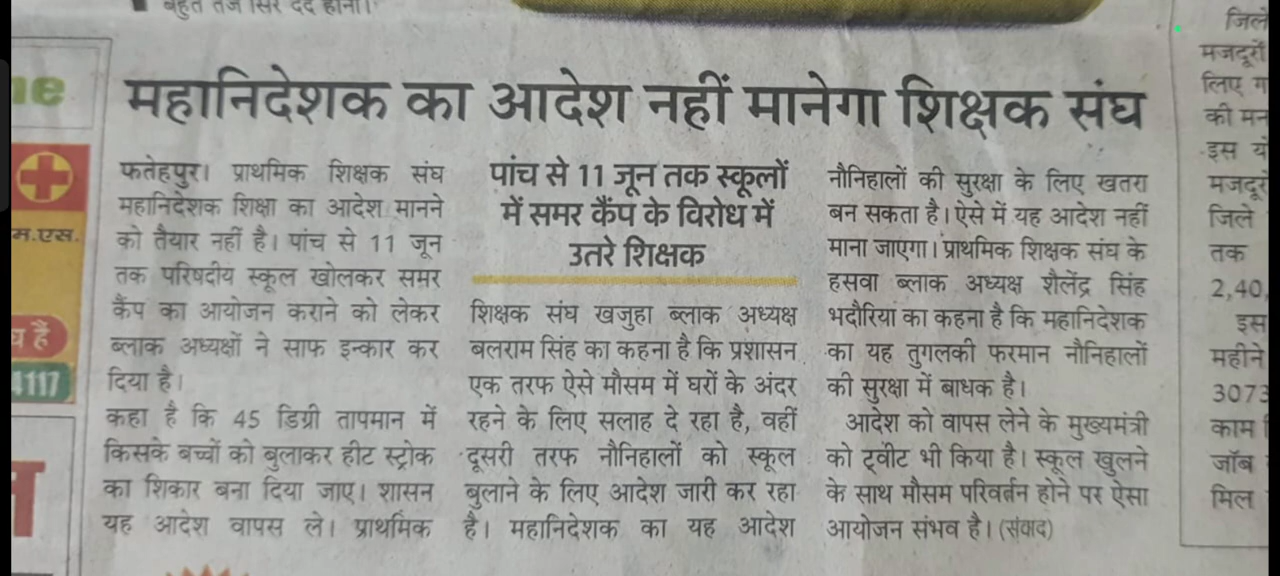 बहुत तेज सिर दर्द होना।
महानिदेशक का आदेश नहीं मानेगा शिक्षक संघ
फतेहपुर। प्राथमिक शिक्षक संघ
महानिदेशक शिक्षा का आदेश मानने
को तैयार नहीं है। पांच से 11 जून
तक परिषदीय स्कूल खोलकर समर
कैंप का आयोजन कराने को लेकर
ब्लाक अध्यक्षों ने साफ इन्कार कर
दिया है।
कहा है कि 45 डिग्री तापमान में
किसके बच्चों को बुलाकर हीट स्ट्रोक
का शिकार बना दिया जाए। शासन
यह आदेश वापस ले। प्राथमिक
पांच से 11 जून तक स्कूलों
में समर कैंप के विरोध में
उतरे शिक्षक
शिक्षक संघ खजुहा ब्लाक अध्यक्ष
बलराम सिंह का कहना है कि प्रशासन
एक तरफ ऐसे मौसम में घरों के अंदर
रहने के लिए सलाह दे रहा है, वहीं
दूसरी तरफ नौनिहालों को स्कूल
बुलाने के लिए आदेश जारी कर रहा
है। महानिदेशक का यह आदेश
नौनिहालों की सुरक्षा के लिए खतरा
बन सकता है। ऐसे में यह आदेश नहीं
माना जाएगा। प्राथमिक शिक्षक संघ के
हसवा ब्लाक अध्यक्ष शैलेंद्र सिंह
भदौरिया का कहना है कि महानिदेशक
का यह तुगलकी फरमान नौनिहालों
की सुरक्षा में बाधक है।
आदेश को वापस लेने के मुख्यमंत्री
को ट्वीट भी किया है। स्कूल खुलने
के साथ मौसम परिवर्तन होने पर ऐसा
आयोजन संभव है। (संवाद)
म.एस.
है
4117
जिले
मजदूरों
लिए
की
इस
मजदूरों
जिले
तक
2,40,
इस
महीने
3073
काम
जॉब
मिल